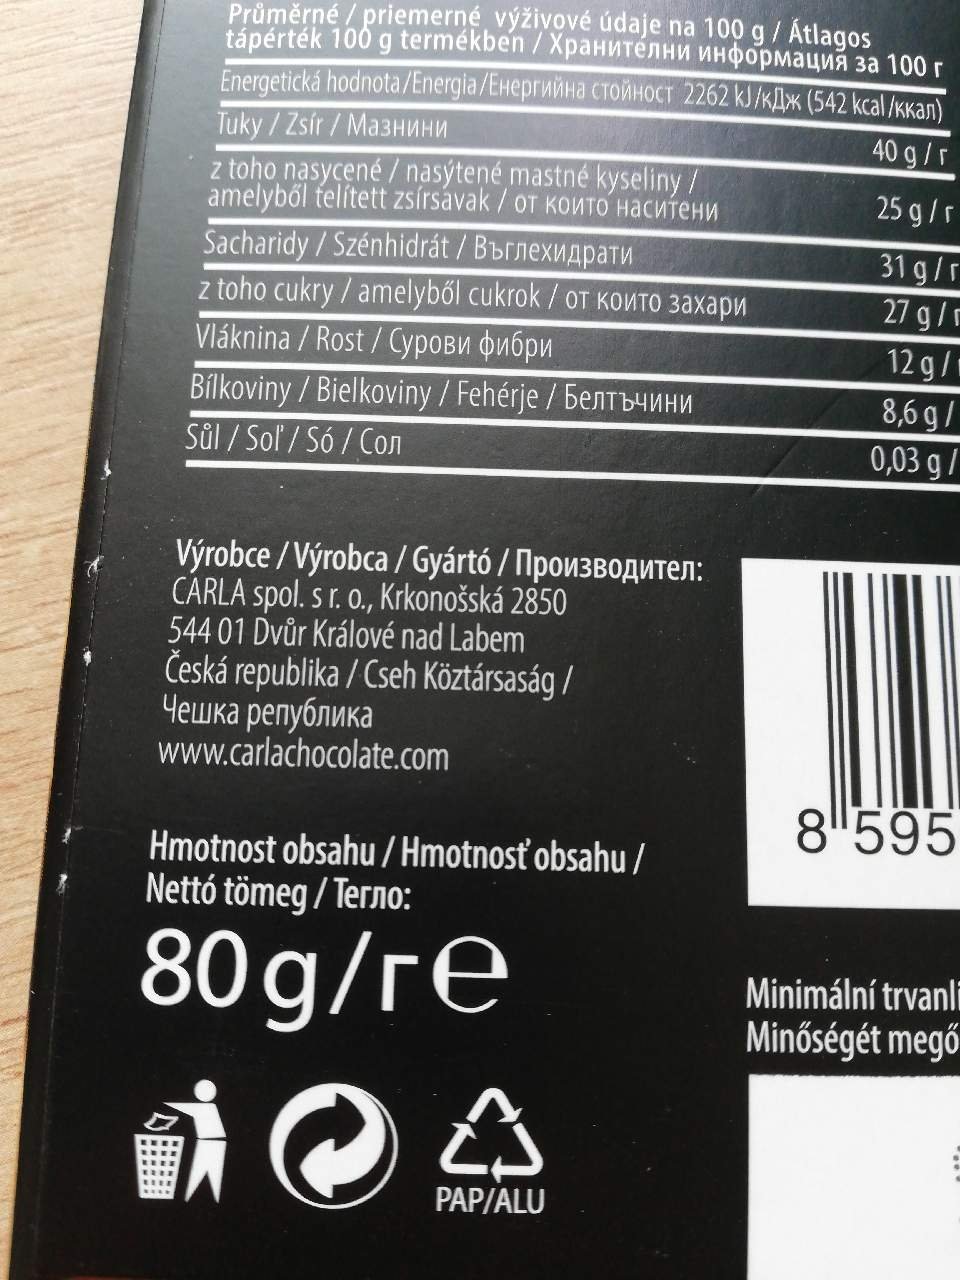 Průměrné / priemerné výživové údaje na 100 g / Átlagos
tápérték 100 g termékben / Хранителни информация за 100 г
Energetická hodnota/Energia/Енергийна стойност 2262 kJ/кДж (542 kcal/ккал)
Tuky / Zsír / Мазнини 40 g/г
z toho nasycené / nasýtené mastné kyseliny /
amelyből telített zsírsavak / от които наситени 25 g/г
Sacharidy / Szénhidrát / Въглехидрати 31 g/г
z toho cukry / amelyből cukrok / от които захари 27 g/г
Vláknina / Rost / Сурови фибри 12 g/
Bílkoviny / Bielkoviny / Fehérje / Белтъчини 8,6 g/
Sůl / Soľ / Só / Сол 0,03 g/
Výrobce / Výrobca / Gyártó / Производител:
CARLA spol. s r. o., Krkonošská 2850
544 01 Dvůr Králové nad Labem
Česká republika / Cseh Köztársaság /
Чешка република
www.carlachocolate.com
8 595
Hmotnost obsahu / Hmotnosť obsahu /
Nettó tömeg / Тегло:
80 g/г e
Minimální
Minőségét
PAP/ALU